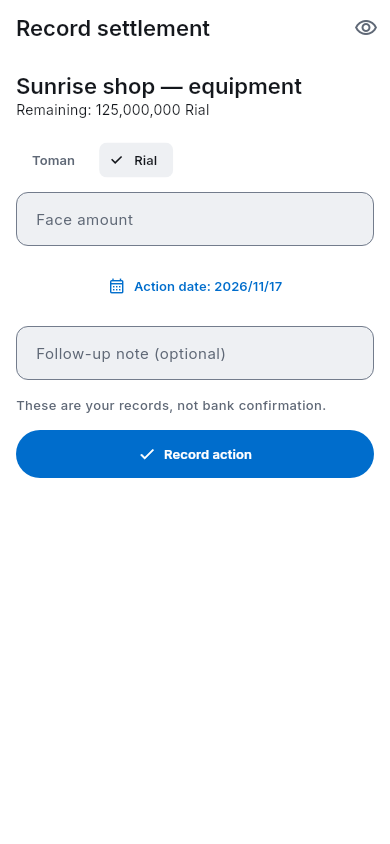 Record settlement
Sunrise shop — equipment
Remaining: 125,000,000 Rial
Toman
Rial
Face amount
Action date: 2026/11/17
Follow-up note (optional)
These are your records, not bank confirmation.
Record action